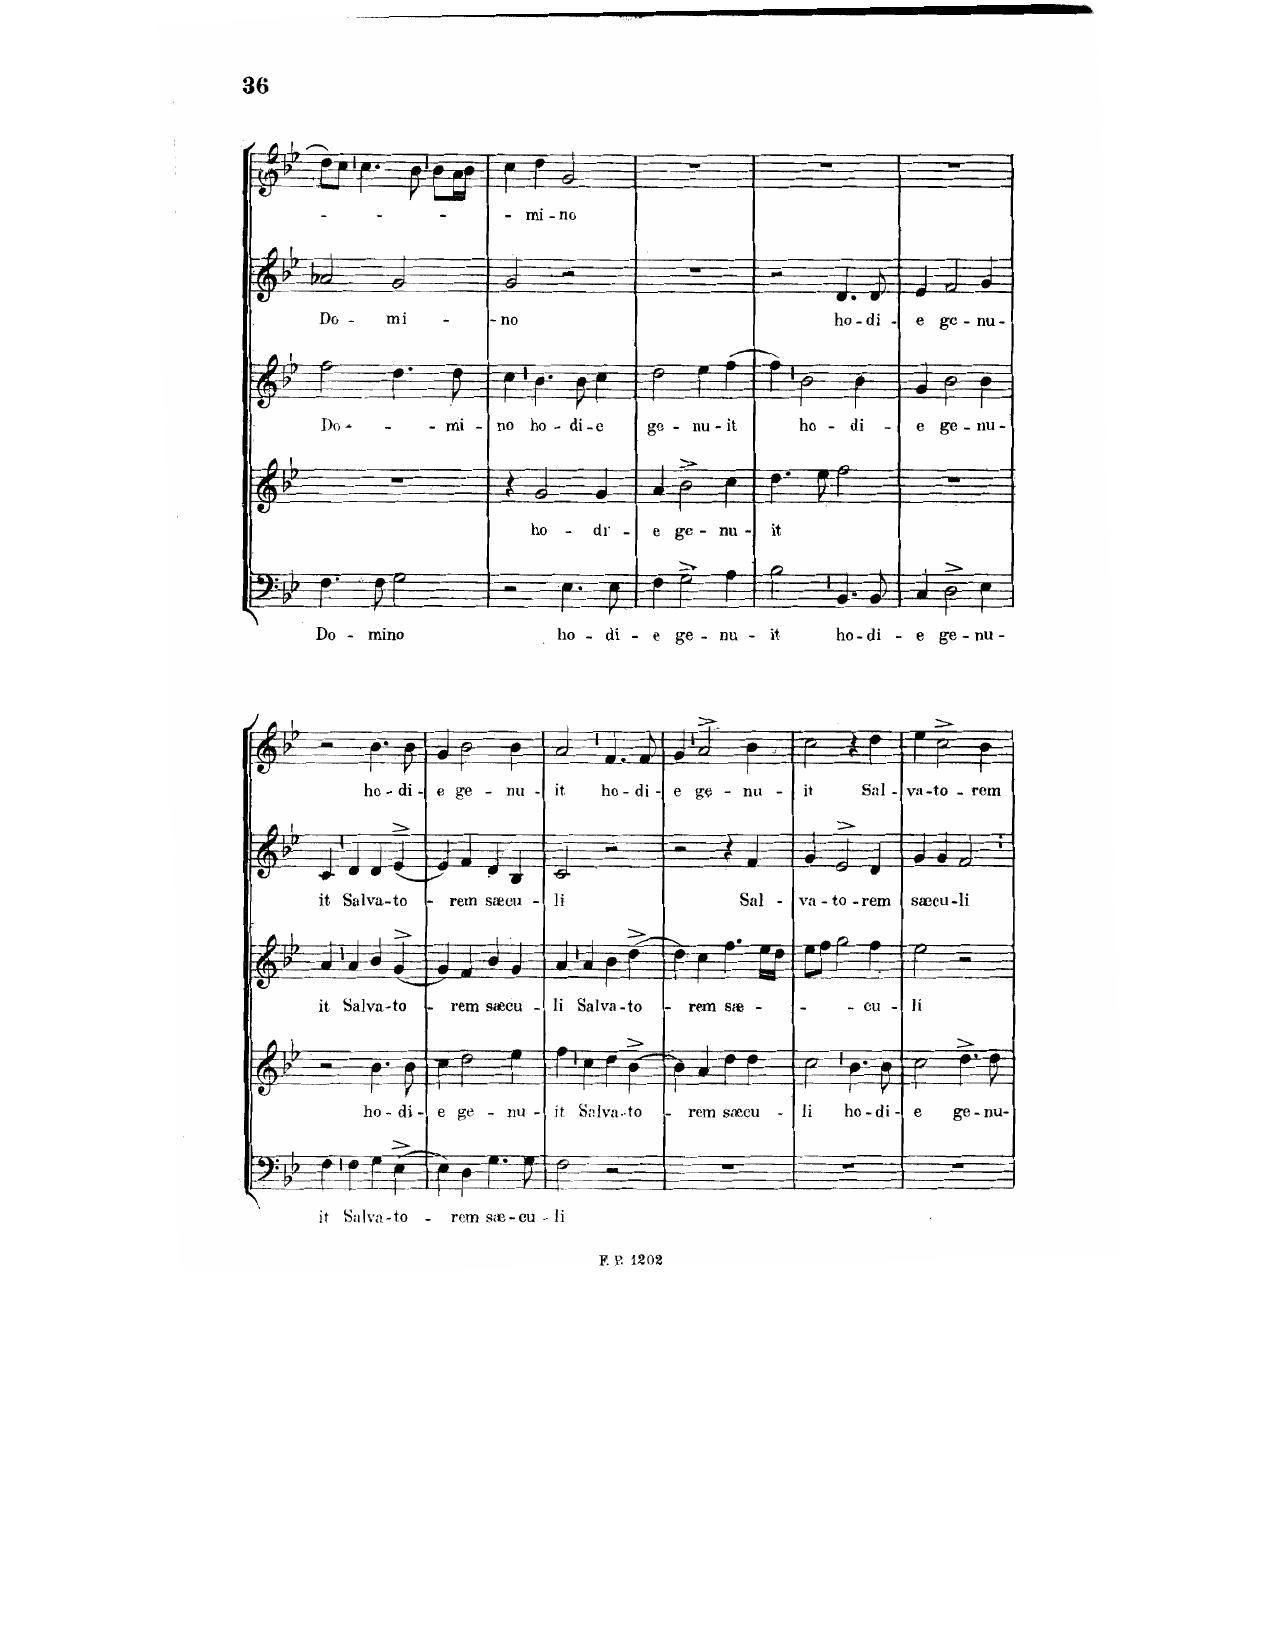 36
- - - - mi - no
Do - mi - - no ho - di - e ge - nu -
Do - - - mi - no ho - di - e ge - nu - it ho - di - e ge - nu -
ho - di - e ge - nu - it
Do - mino ho - di - e ge - nu - it ho - di - e ge - nu -
ho - di - e ge - nu - it ho - di - e ge - nu - it Sal - va - to - rem
it Salva - to - rem sæcu - li Sal - va - to - rem sæcu - li
it Salva - to - rem sæcu - li Salva - to - rem sæ - - - cu - li
ho - di - e ge - nu - it Salva - to - rem sæcu - li ho - di - e ge - nu -
it Salva - to - rem sæ - cu - li
F. P. 1202